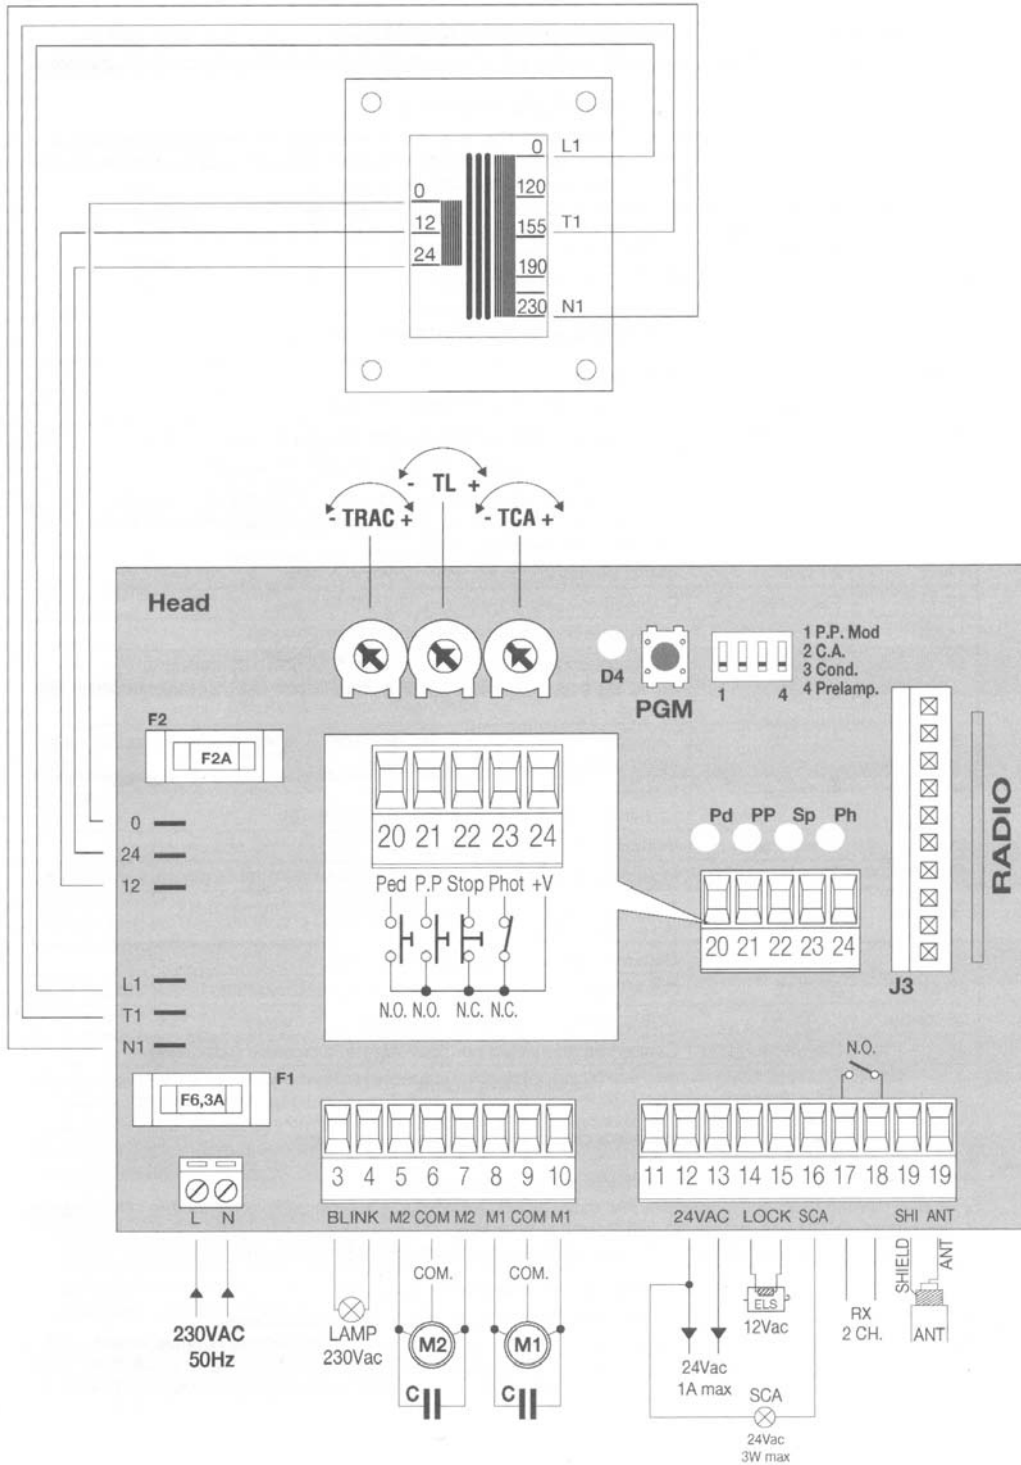 0 L1
120
155 T1
190
230 N1
0
12
24
- TL +
- TRAC +
- TCA +
Head
D4
PGM
1 4
1 P.P. Mod
2 C.A.
3 Cond.
4 Prelamp.
F2
F2A
0
24
12
L1
T1
N1
F1
F6,3A
20 21 22 23 24
Ped P.P Stop Phot +V
N.O. N.O. N.C. N.C.
Pd PP Sp Ph
20 21 22 23 24
J3
RADIO
N.O.
L N
230VAC
50Hz
3 4 5 6 7 8 9 10
BLINK M2 COM M2 M1 COM M1
COM. COM.
LAMP
230Vac
M2
M1
C C
11 12 13 14 15 16 17 18 19 19
24VAC LOCK SCA SHI ANT
24Vac
1A max
ELS
12Vac
SCA
24Vac
3W max
RX
2 CH.
SHIELD
ANT
ANT